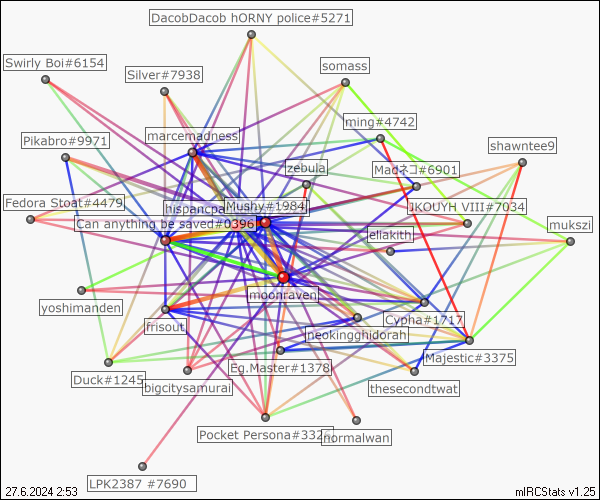 DacobDacob hORNY police#5271
Swirly Boi#6154
somass
Silver#7938
ming#4742
marcemadness
Pikabro#9971
shawntee9
zebula
Madネコ#6901
Fedora Stoat#4479
Mushy#1984
JKOUYH VIII#7034
Can anything be saved#0396
mukszi
ellakith
moonraven
yoshimanden
Cypha#1717
frisout
neokingghidorah
Majestic#3375
Eg.Master#1378
Duck#1245
bigcitysamurai
thesecondtwat
Pocket Persona#3326
normalwan
LPK2387 #7690
27.6.2024 2:53
mIRCStats v1.25